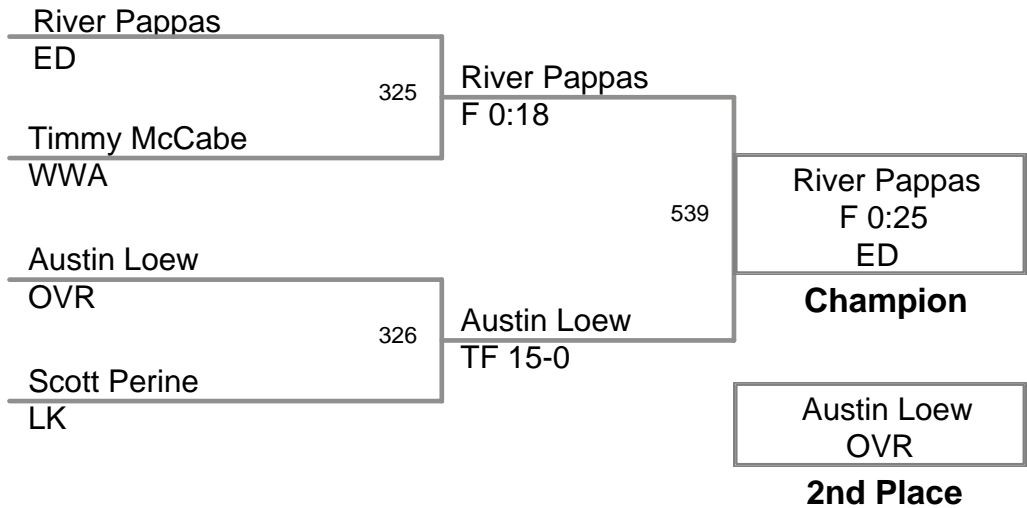 River Pappas
ED
325
Timmy McCabe
WWA
River Pappas
F 0:18
Austin Loew
OVR
326
Scott Perine
LK
Austin Loew
TF 15-0
539
River Pappas
F 0:25
ED
Champion
Austin Loew
OVR
2nd Place